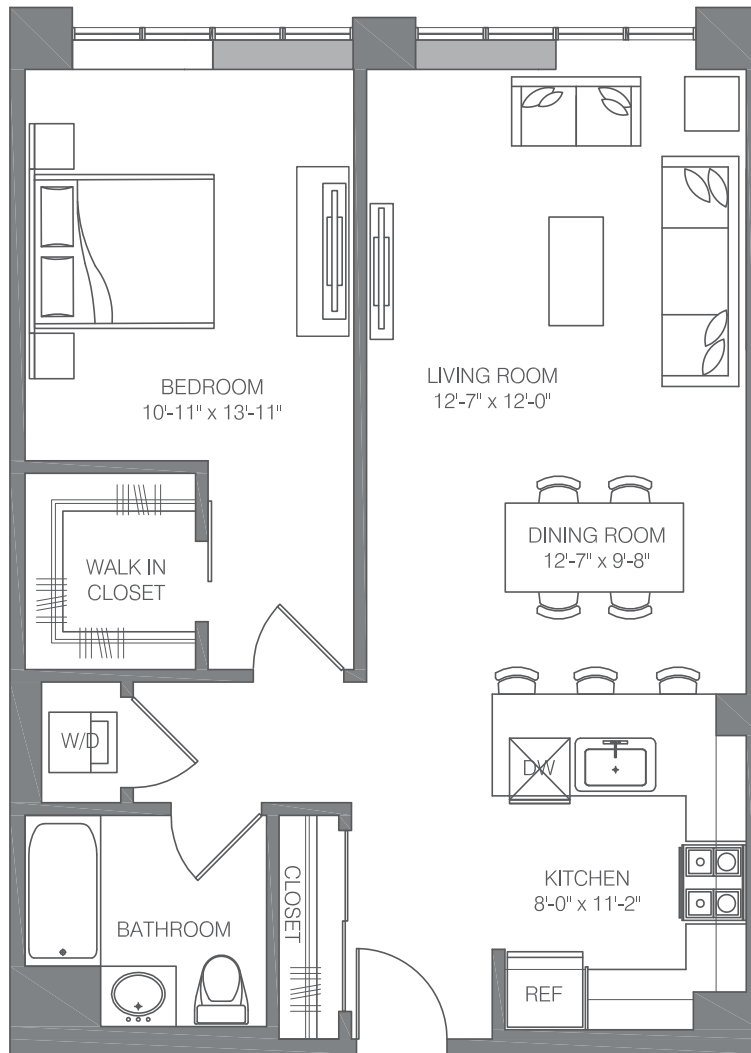 BEDROOM
10'-11" x 13'-11"
LIVING ROOM
12'-7" x 12'-0"
DINING ROOM
12'-7" x 9'-8"
WALK IN
CLOSET
W/D
DW
KITCHEN
8'-0" x 11'-2"
CLOSET
BATHROOM
REF